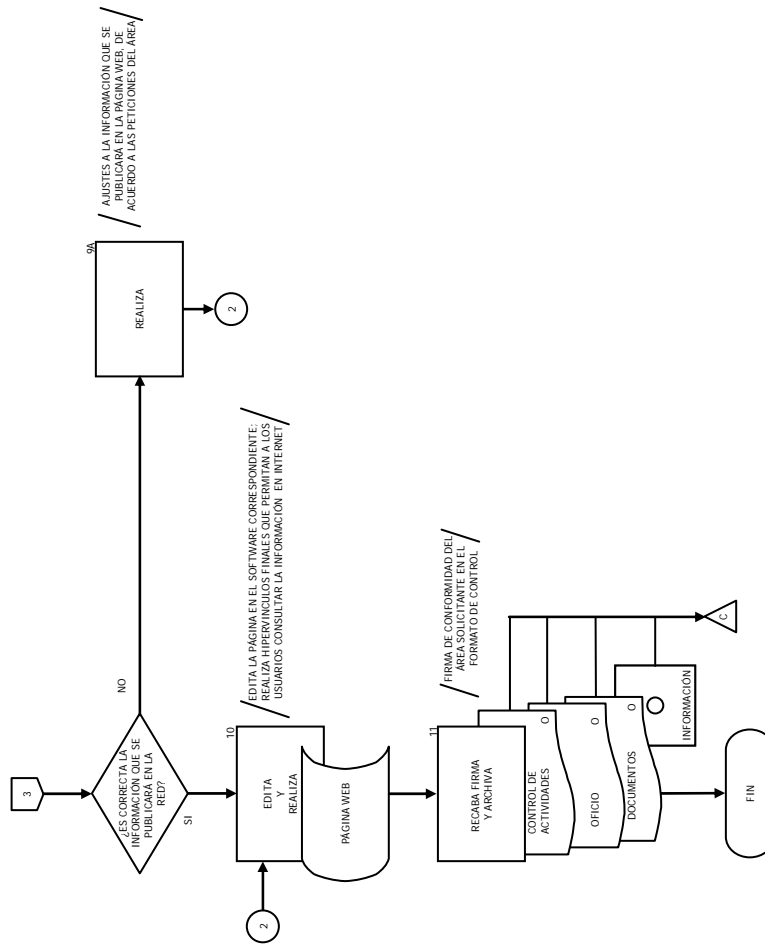 3
¿ES CORRECTA LA
INFORMACIÓN QUE SE
PUBLICARÁ EN LA
RED?
NO
SI
9A
REALIZA
AJUSTES A LA INFORMACIÓN QUE SE
PUBLICARÁ EN LA PÁGINA WEB, DE
ACUERDO A LAS PETICIONES DEL ÁREA
2
2
10
EDITA
Y
REALIZA
PÁGINA WEB
EDITA LA PÁGINA EN EL SOFTWARE CORRESPONDIENTE:
REALIZA HIPERVINCULOS FINALES QUE PERMITAN A LOS
USUARIOS CONSULTAR LA INFORMACIÓN EN INTERNET
11
RECABA FIRMA
Y ARCHIVA
FIRMA DE CONFORMIDAD DEL
ÁREA SOLICITANTE EN EL
FORMATO DE CONTROL
CONTROL DE
ACTIVIDADES
O
OFICIO
O
DOCUMENTOS
O
INFORMACIÓN
C
FIN